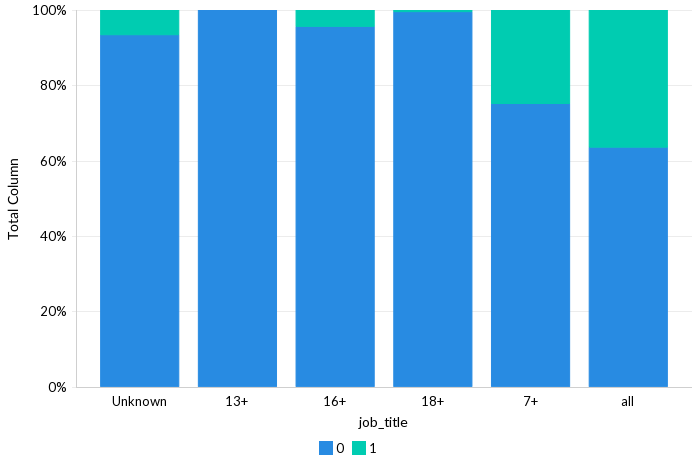 100%
80%
60%
40%
20%
0%
Total Column
Unknown 13+ 16+ 18+ 7+ all
job_title
0 1